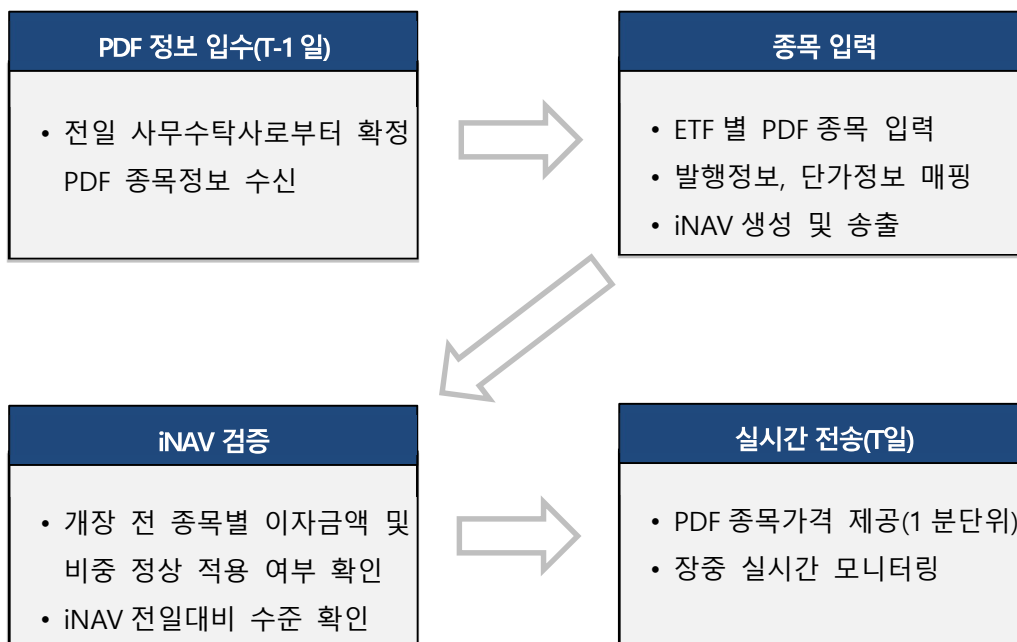 PDF 정보 입수(T-1 일)
• 전일 사무수탁사로부터 확정
PDF 종목정보 수신
종목 입력
• ETF 별 PDF 종목 입력
• 발행정보, 단가정보 매핑
• iNAV 생성 및 송출
iNAV 검증
• 개장 전 종목별 이자금액 및
비중 정상 적용 여부 확인
• iNAV 전일대비 수준 확인
실시간 전송(T일)
• PDF 종목가격 제공(1 분단위)
• 장중 실시간 모니터링